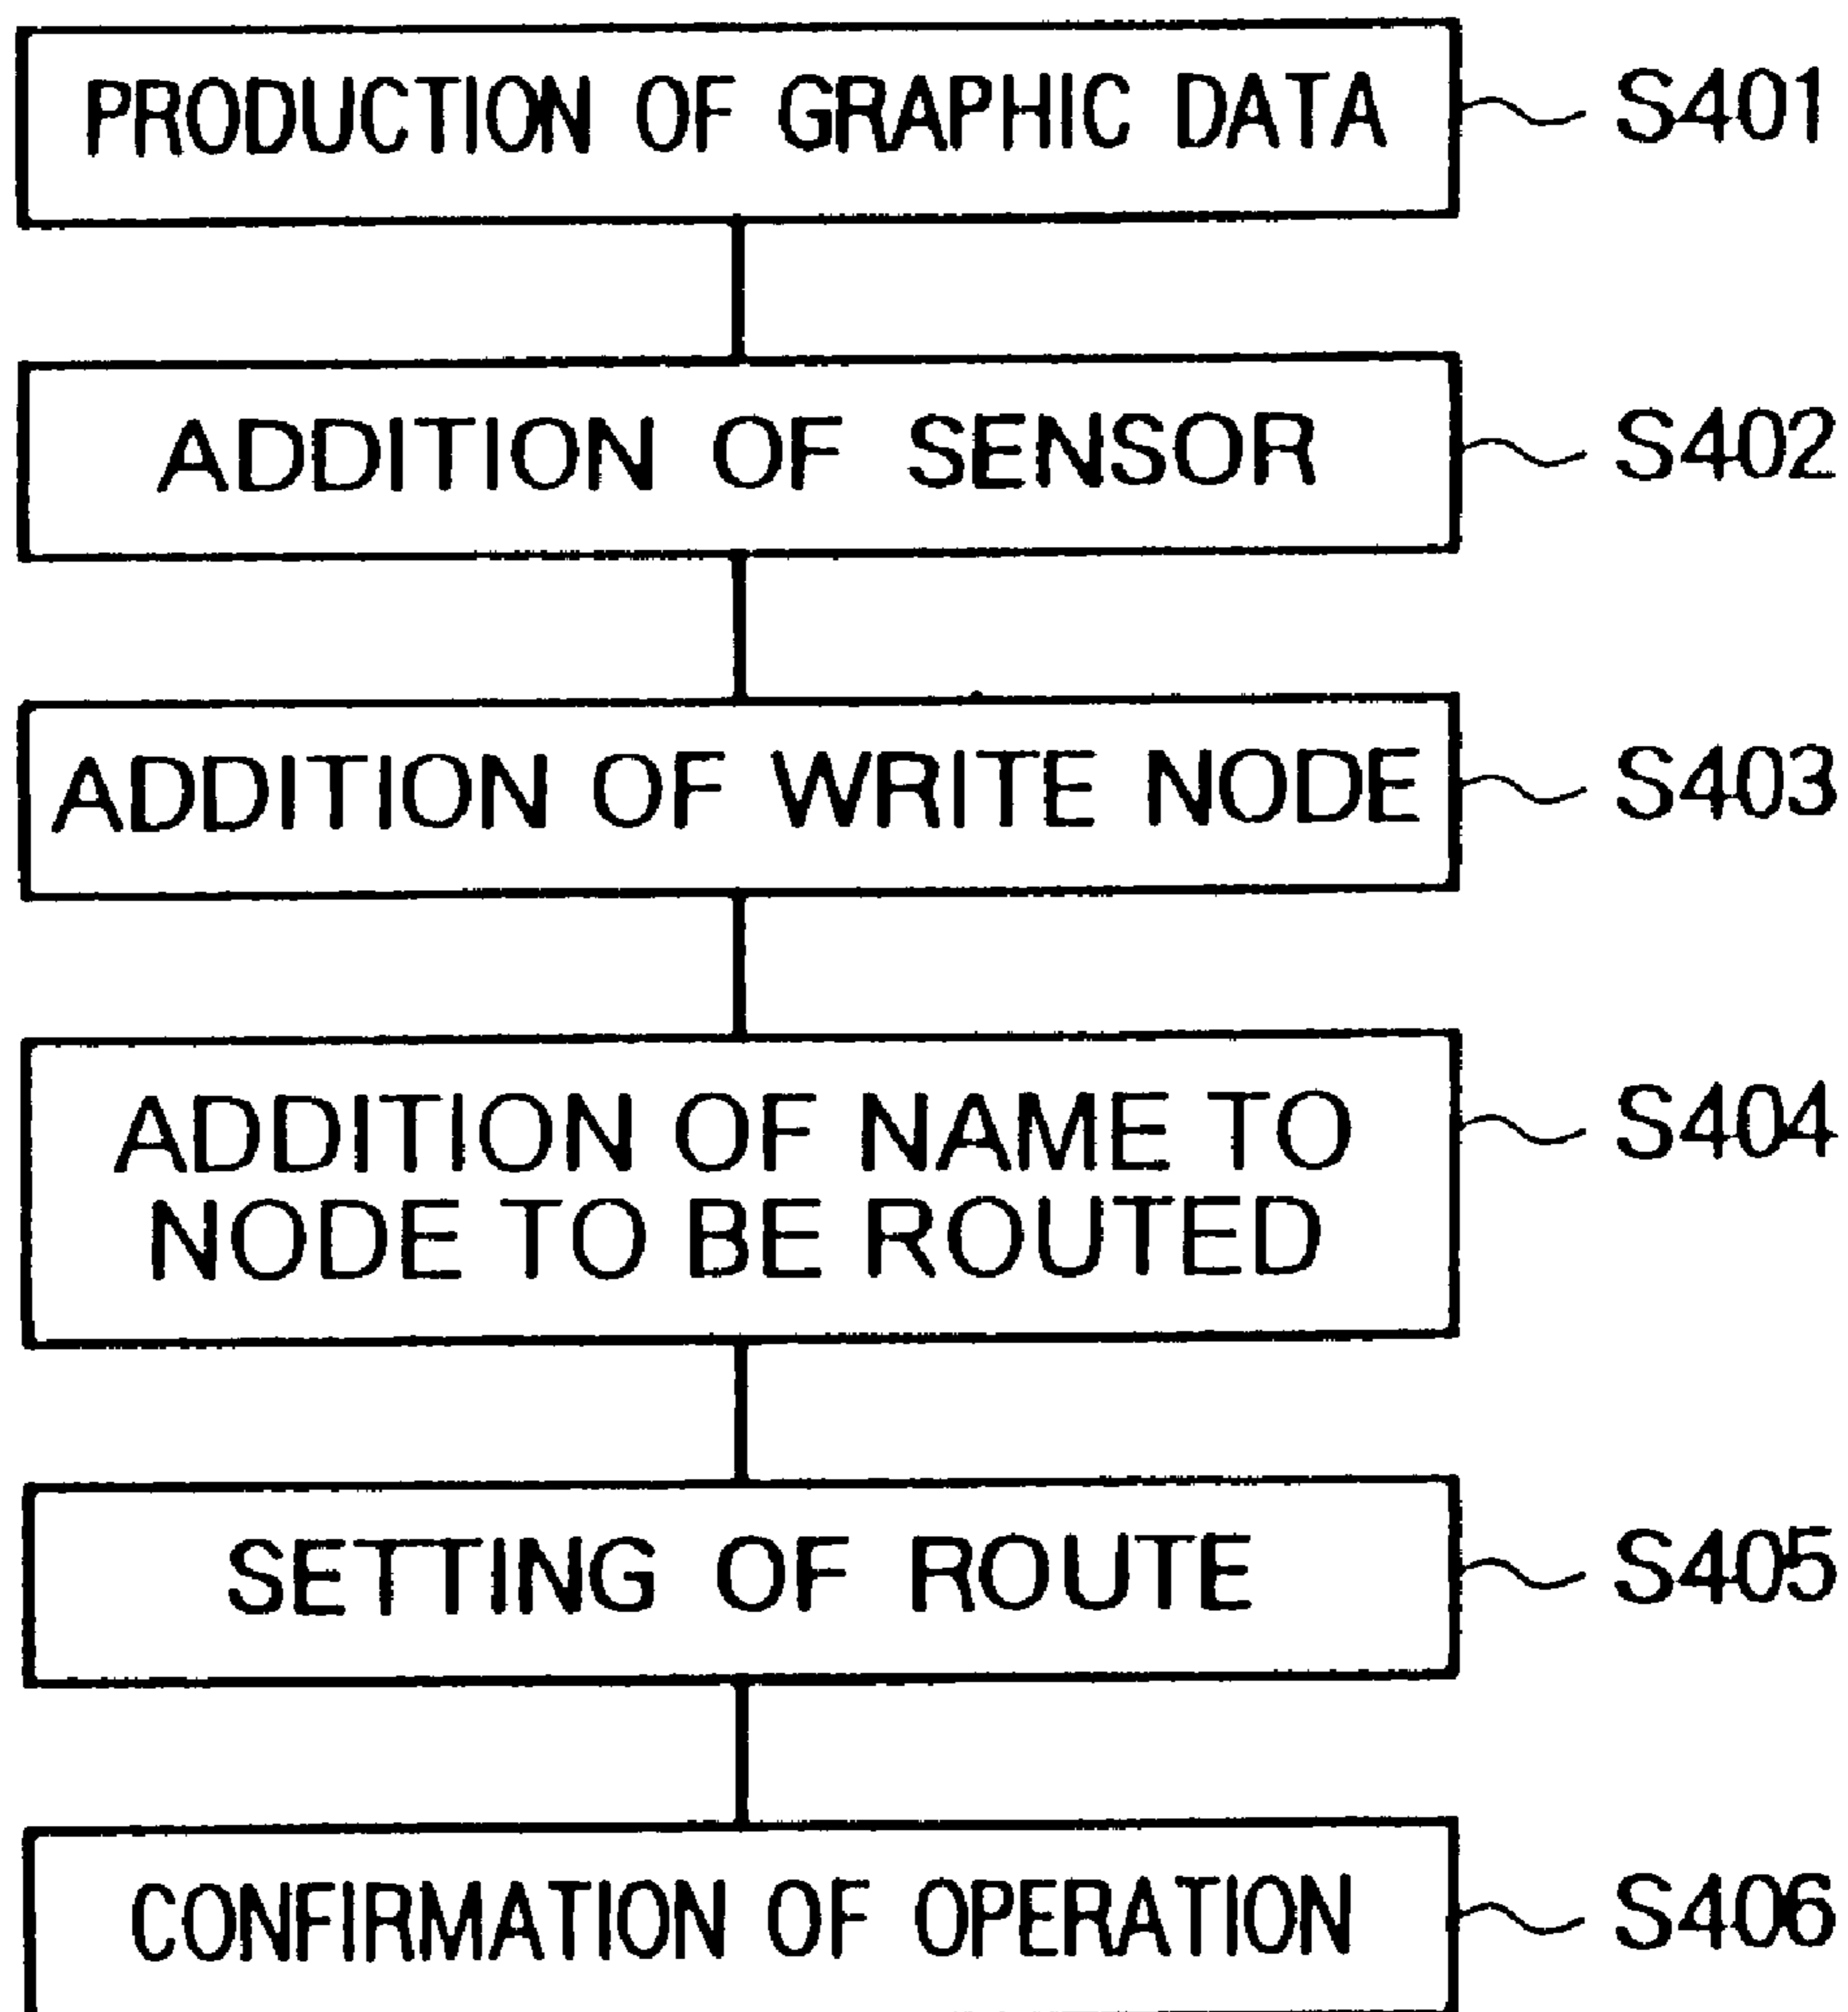 PRODUCTION OF GRAPHIC DATA S401
ADDITION OF SENSOR S402
ADDITION OF WRITE NODE S403
ADDITION OF NAME TO S404
NODE TO BE ROUTED
SETTING OF ROUTE S405
CONFIRMATION OF OPERATION S406